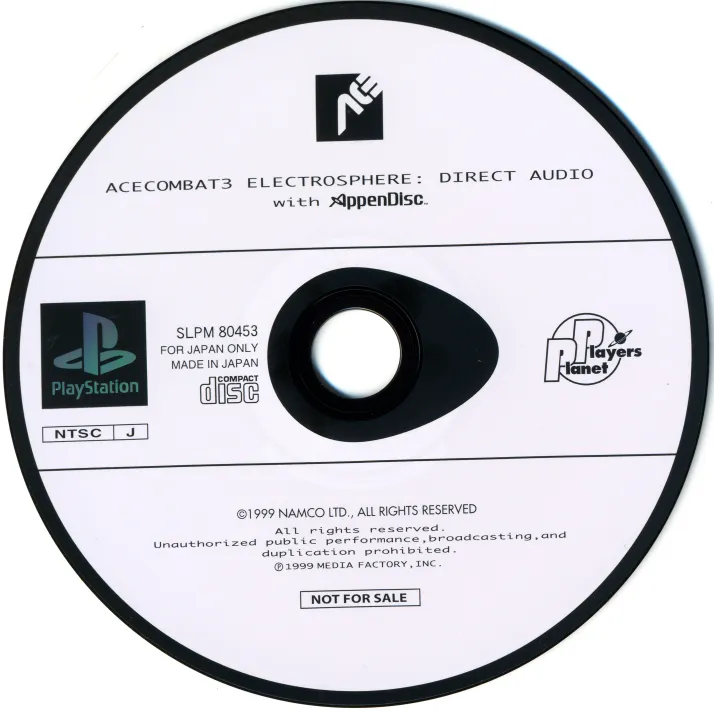 ACE
ACECOMBAT3 ELECTROSPHERE: DIRECT AUDIO
with AppenDisc™
PlayStation
NTSC J
SLPM 80453
FOR JAPAN ONLY
MADE IN JAPAN
COMPACT
disc
Players
Planet
©1999 NAMCO LTD., ALL RIGHTS RESERVED
All rights reserved.
Unauthorized public performance,broadcasting,and
duplication prohibited.
℗1999 MEDIA FACTORY,INC.
NOT FOR SALE